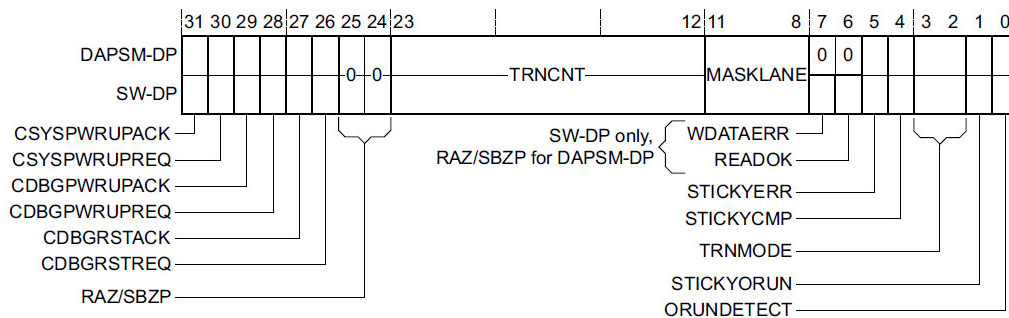 31 30 29 28 27 26 25 24 23 12 11 8 7 6 5 4 3 2 1 0
DAPSM-DP
0 0
SW-DP
0 0 TRNCNT MASKLANE
CSYSPWRUPACK
CSYSPWRUPREQ
CDBGPWRUPACK
CDBGPWRUPREQ
CDBGRSTACK
CDBGRSTREQ
RAZ/SBZP
SW-DP only,
RAZ/SBZP for DAPSM-DP
WDATAERR
READOK
STICKYERR
STICKYCMP
TRNMODE
STICKYORUN
ORUNDETECT